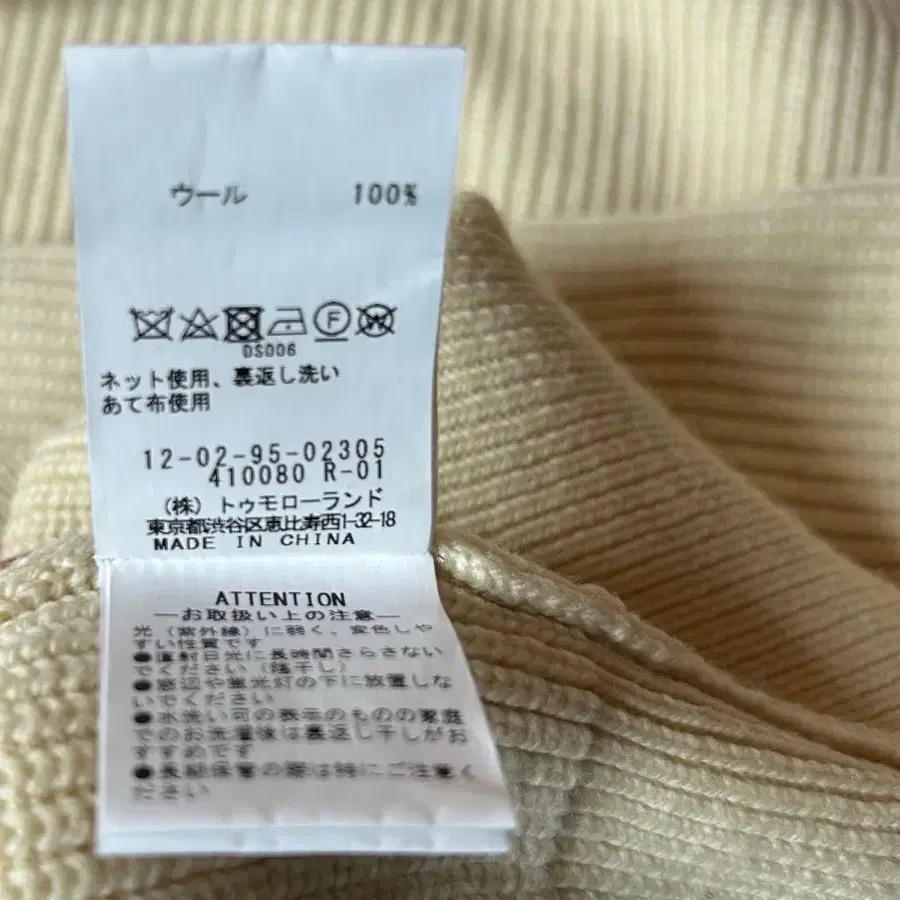 ウール 100%
F W
DS006
ネット使用、裏返し洗い
あて布使用
12-02-95-02305
410080 R-01
(株) トゥモローランド
東京都渋谷区恵比寿西1-32-18
MADE IN CHINA
ATTENTION
―お取扱い上の注意―
光(紫外線)に弱く、変色しや
すい性質です
●直射日光に長時間さらさない
でください(陰干し)
●窓辺や蛍光灯の下に放置しな
いでください
●水洗い可の表示のものの家庭
でのお洗濯後は裏返し干しがお
すすめです
●長期保管の際は特にご注意く
ださい